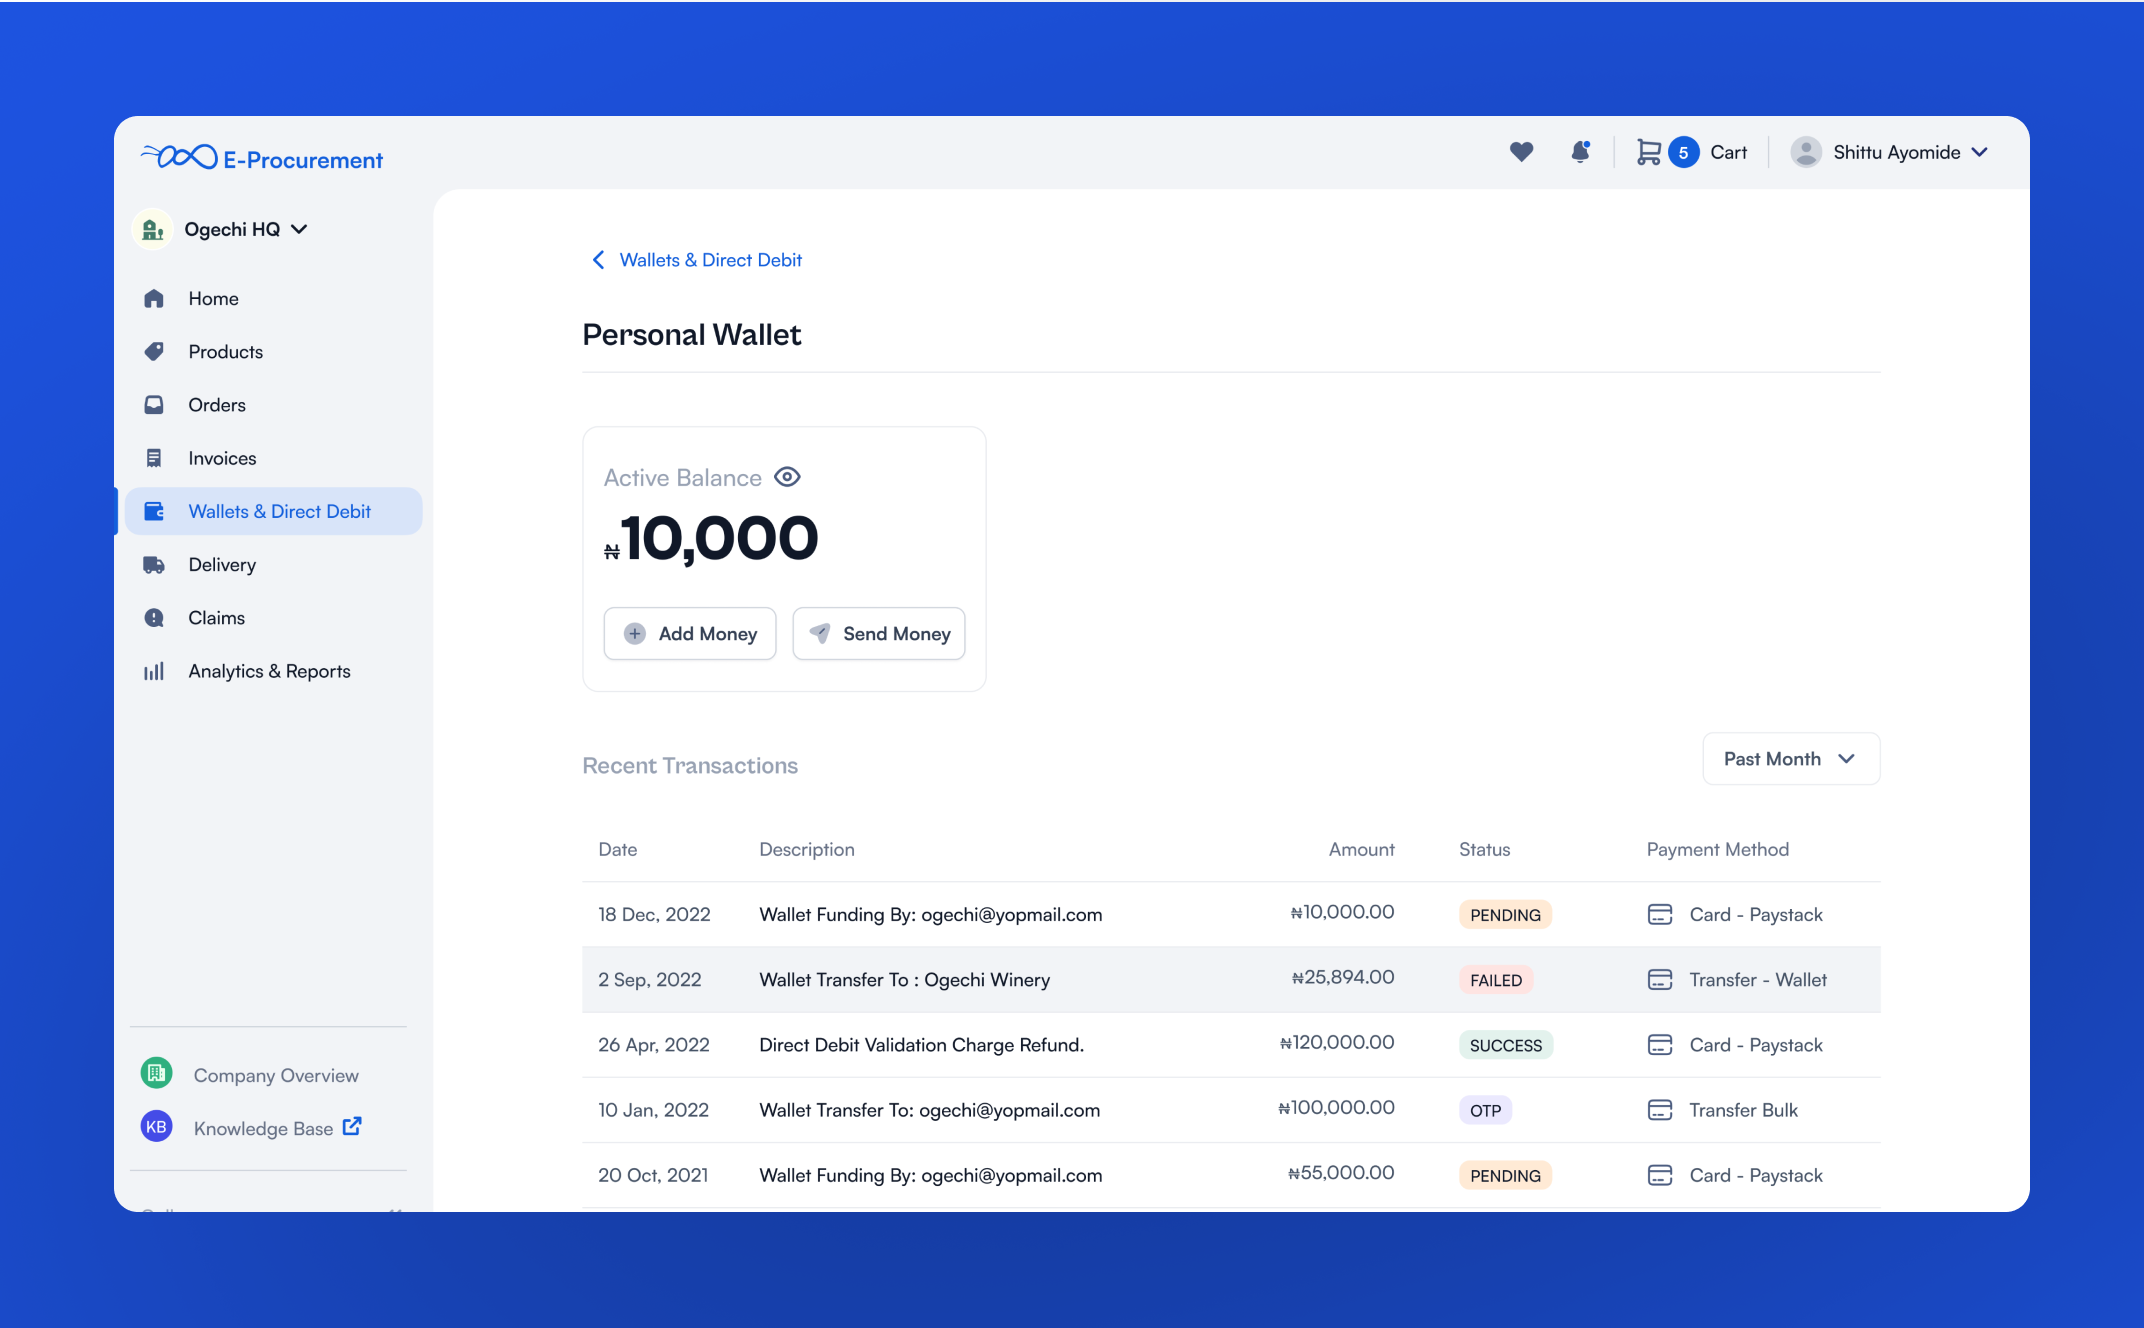 E-Procurement
5 Cart Shittu Ayomide
Ogechi HQ
Home
Products
Orders
Invoices
Wallets & Direct Debit
Delivery
Claims
Analytics & Reports
Company Overview
KB Knowledge Base
Wallets & Direct Debit
Personal Wallet
Active Balance
₦10,000
Add Money Send Money
Recent Transactions
Past Month
Date Description Amount Status Payment Method
18 Dec, 2022 Wallet Funding By: ogechi@yopmail.com ₦10,000.00 PENDING Card - Paystack
2 Sep, 2022 Wallet Transfer To : Ogechi Winery ₦25,894.00 FAILED Transfer - Wallet
26 Apr, 2022 Direct Debit Validation Charge Refund. ₦120,000.00 SUCCESS Card - Paystack
10 Jan, 2022 Wallet Transfer To: ogechi@yopmail.com ₦100,000.00 OTP Transfer Bulk
20 Oct, 2021 Wallet Funding By: ogechi@yopmail.com ₦55,000.00 PENDING Card - Paystack